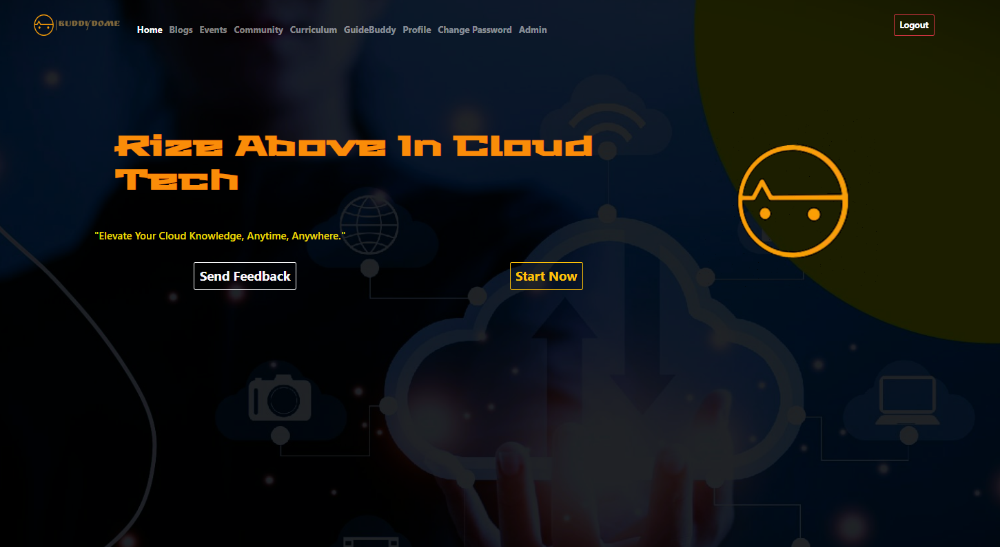 BUDDYDOME
Home Blogs Events Community Curriculum GuideBuddy Profile Change Password Admin
Logout
Rize Above In Cloud
Tech
"Elevate Your Cloud Knowledge, Anytime, Anywhere."
Send Feedback
Start Now